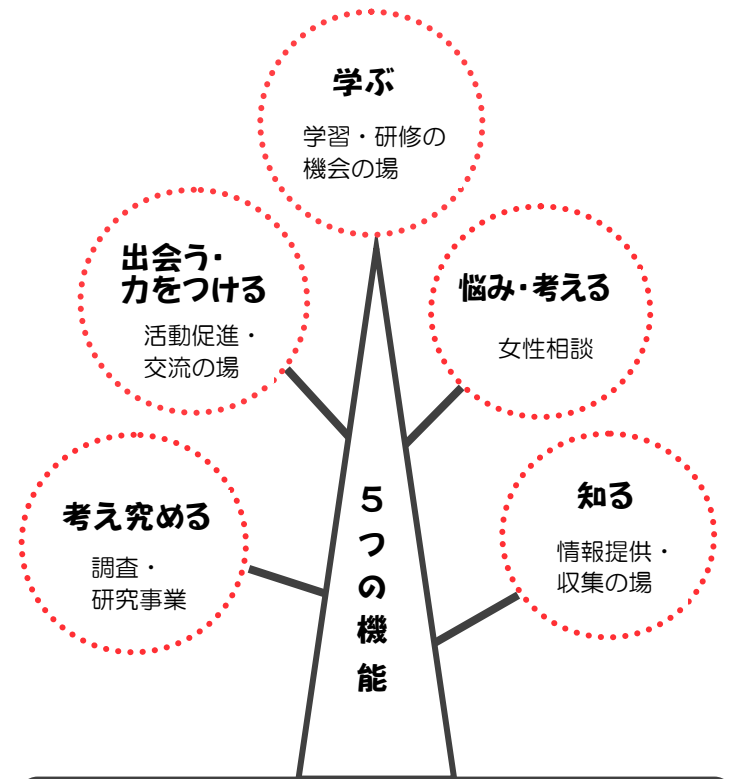 学ぶ
学習・研修の
機会の場
出会う・
力をつける
活動促進・
交流の場
悩み・考える
女性相談
考え究める
調査・
研究事業
知る
情報提供・
収集の場
5つの機能